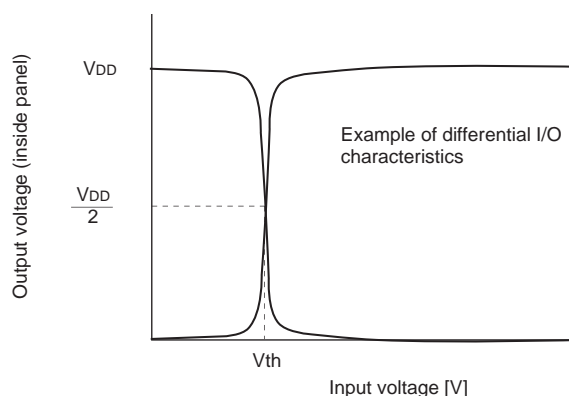 Output voltage (inside panel)
VDD
VDD
2
Example of differential I/O
characteristics
Vth
Input voltage [V]